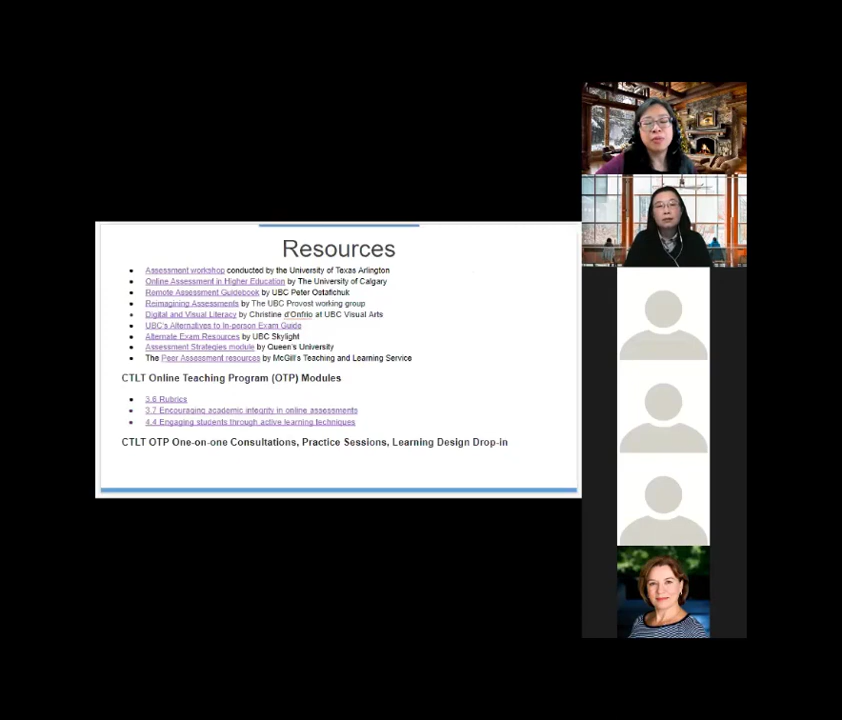 Resources
Assessment workshop conducted by the University of Texas Arlington
Online Assessment in Higher Education by The University of Calgary
Remote Assessment Guidebook by UBC Peter Ostafichuk
Reimagining Assessments by The UBC Provost working group
Digital and Visual Literacy by Christine d'Onfrio at UBC Visual Arts
UBC's Alternatives to In-person Exam Guide
Alternate Exam Resources by UBC Skylight
Assessment Strategies module by Queen's University
The Peer Assessment resources by McGill's Teaching and Learning Service
CTLT Online Teaching Program (OTP) Modules
3.6 Rubrics
3.7 Encouraging academic integrity in online assessments
4.4 Engaging students through active learning techniques
CTLT OTP One-on-one Consultations, Practice Sessions, Learning Design Drop-in